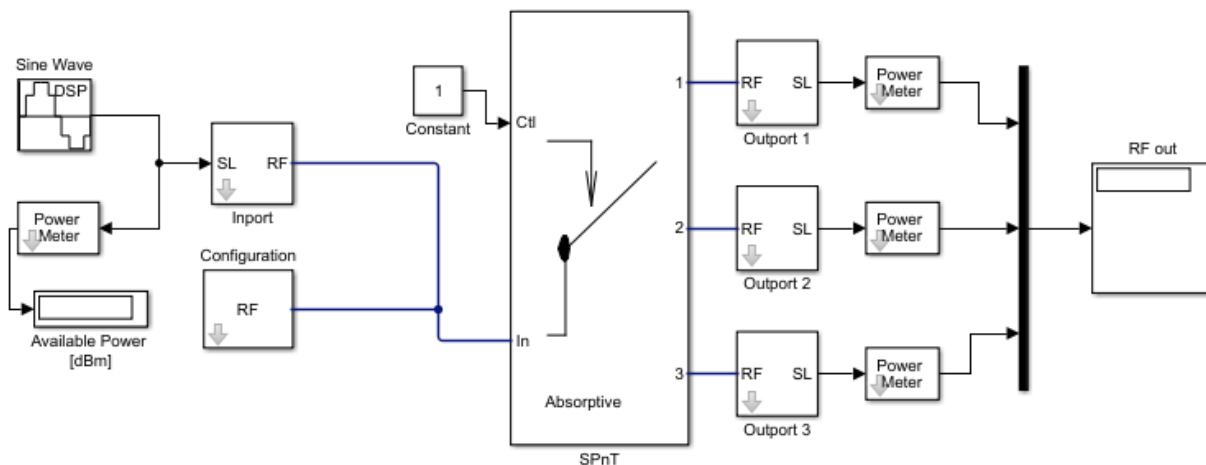 Sine Wave
DSP
Power
Meter
Available Power
[dBm]
SL
RF
Inport
Configuration
RF
1
Constant
Ctl
In
1
2
3
Absorptive
SPnT
RF
SL
Outport 1
Power
Meter
RF
SL
Outport 2
Power
Meter
RF
SL
Outport 3
Power
Meter
RF out